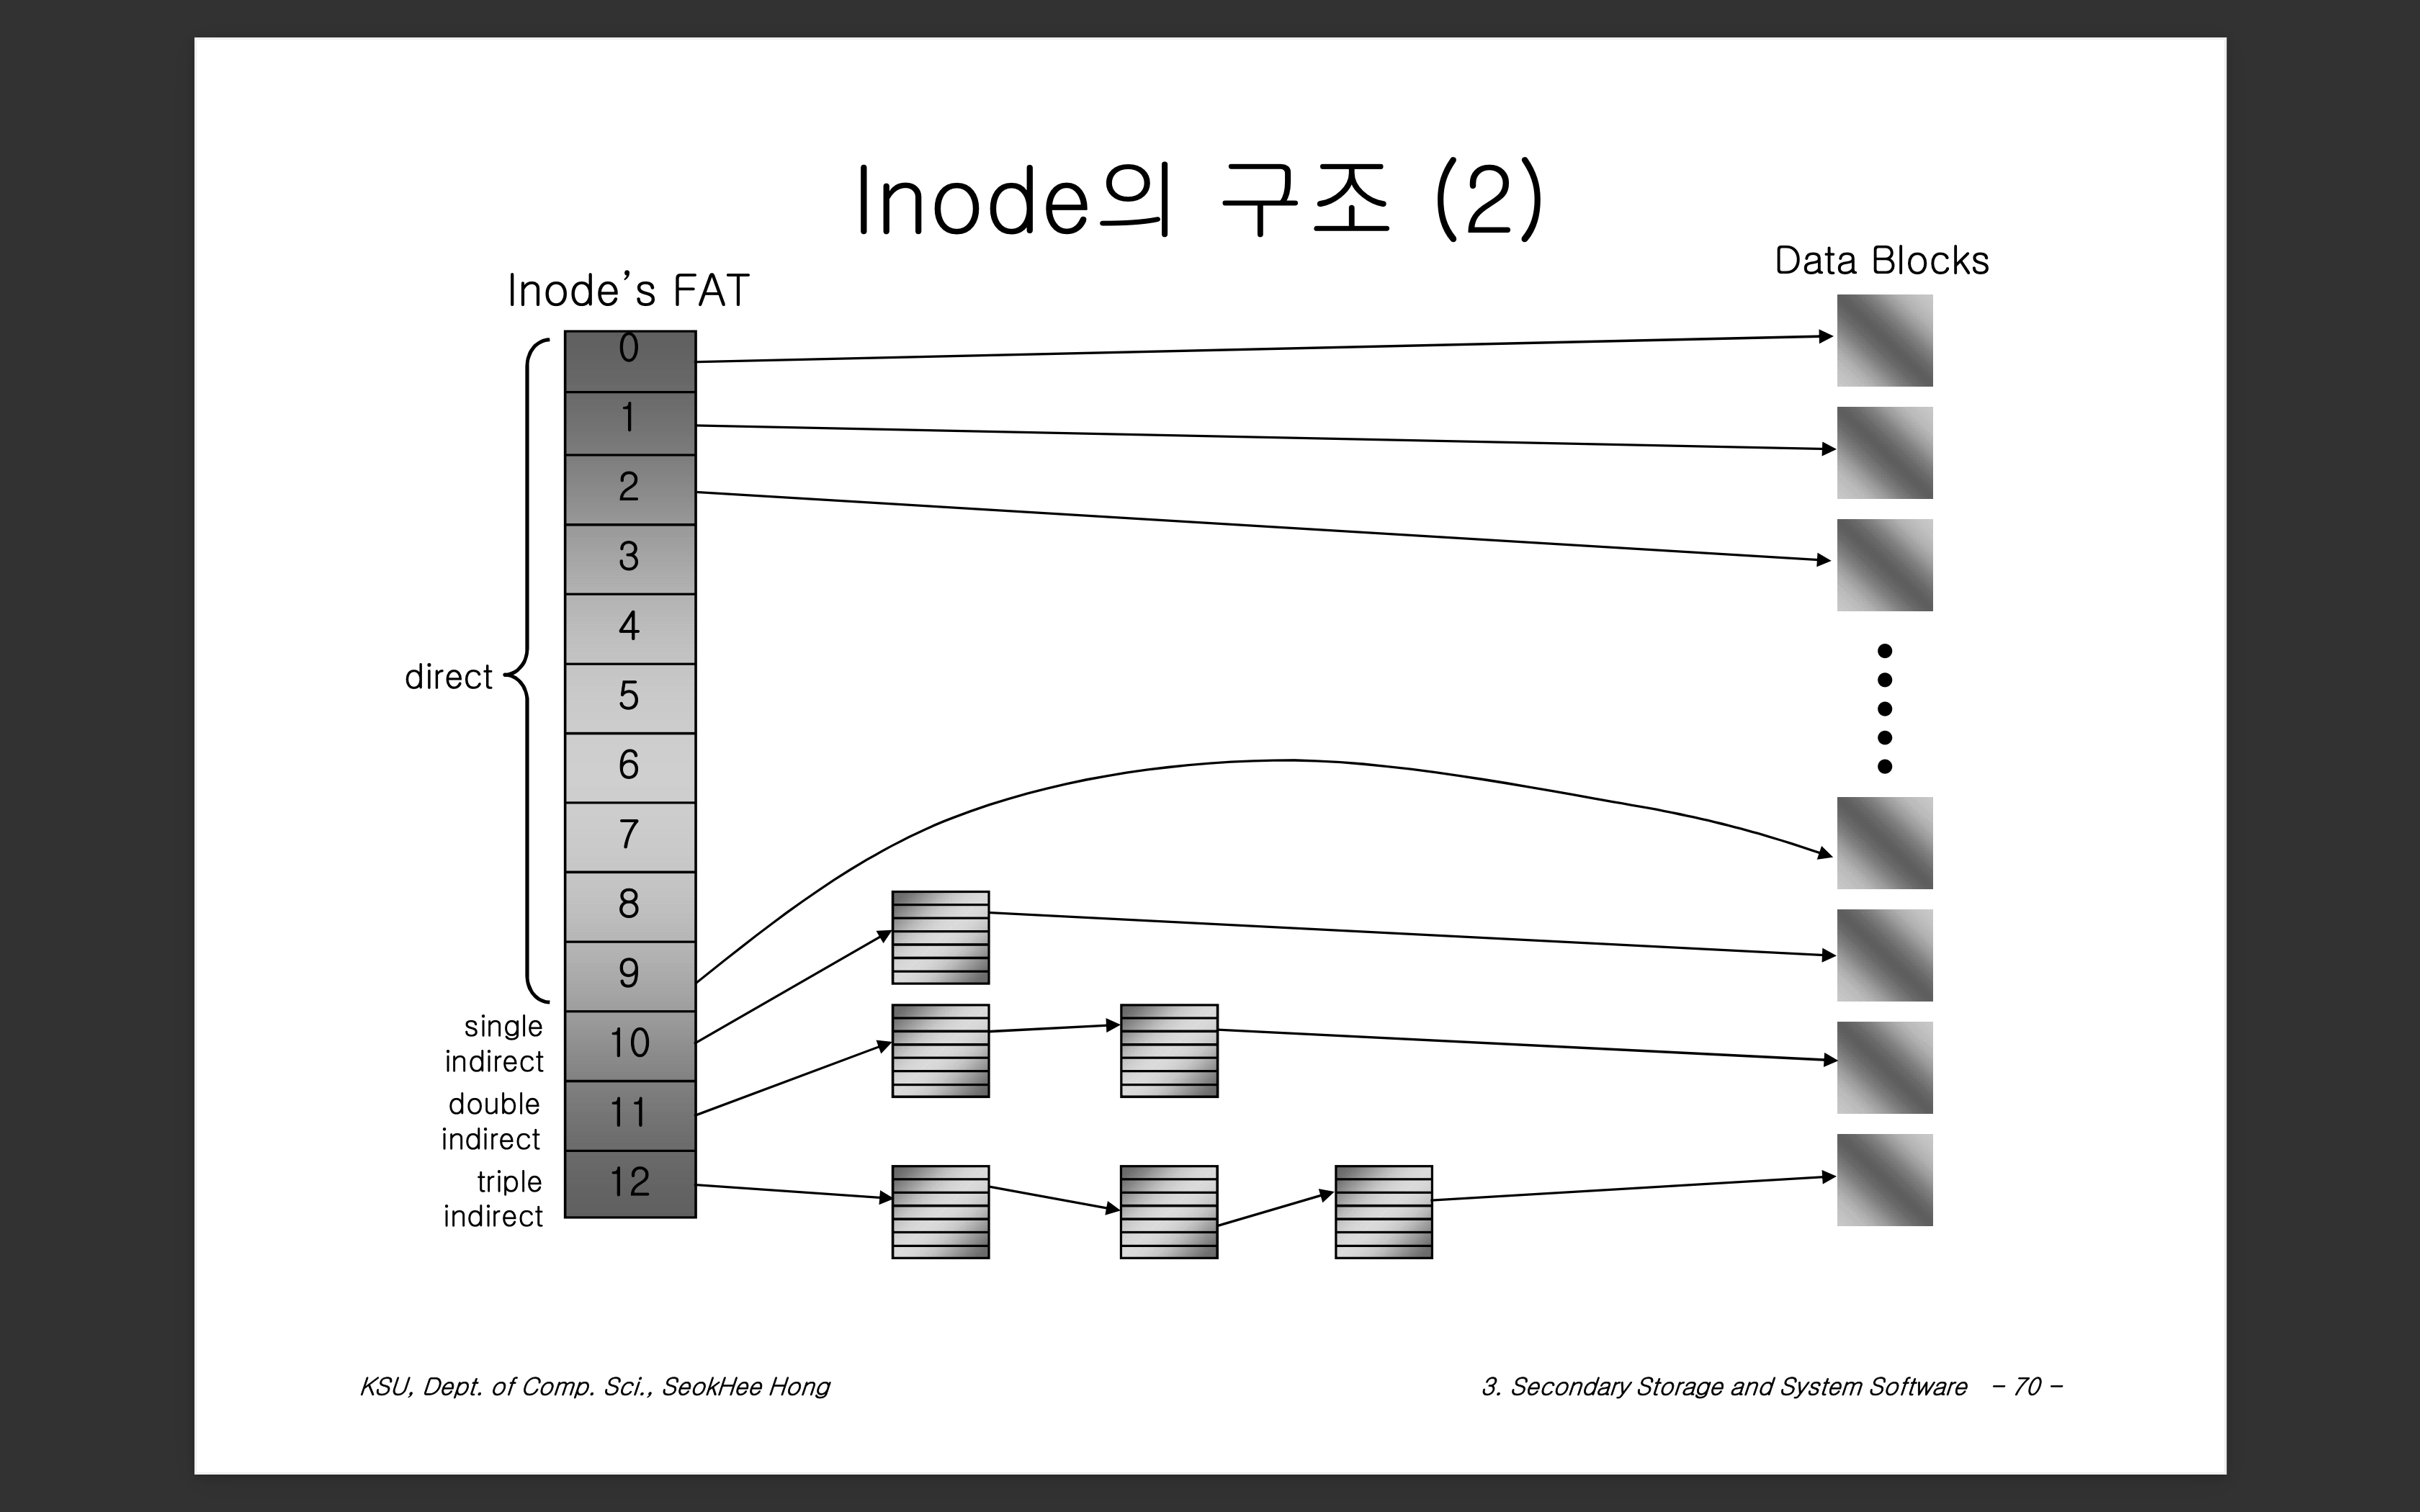 Inode의 구조 (2)
Data Blocks
Inode's FAT
0
1
2
3
4
direct
5
6
7
8
9
single
indirect
10
double
indirect
11
triple
indirect
12
KSU, Dept. of Comp. Sci., SeokHee Hong
3. Secondary Storage and System Software - 70 -